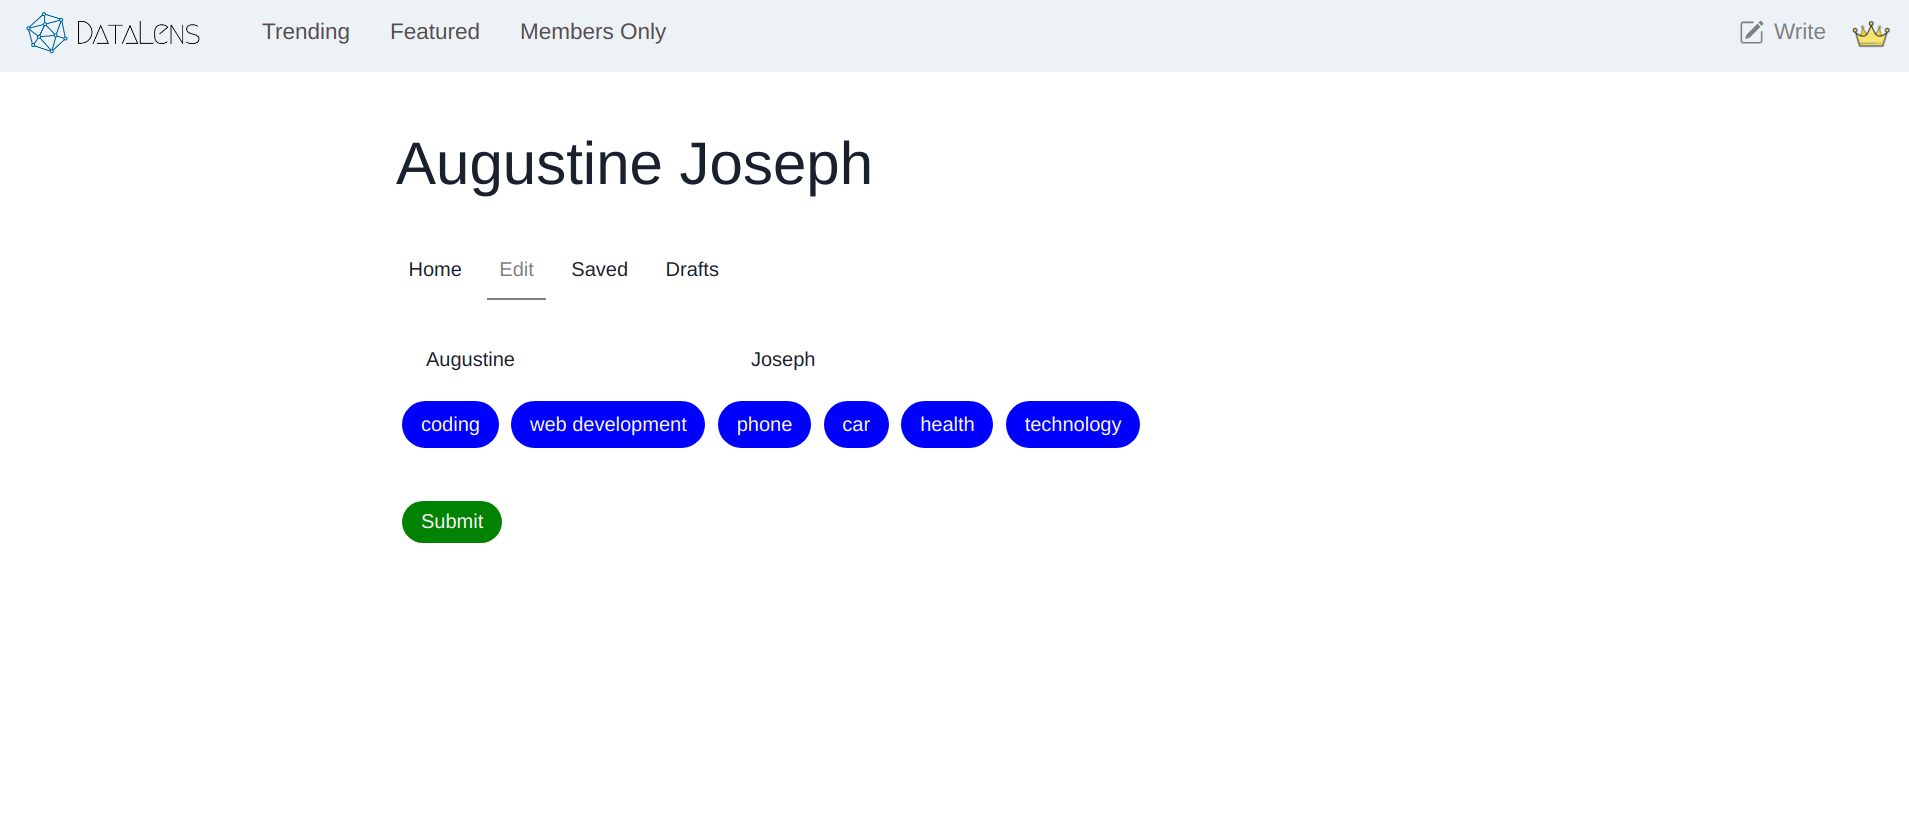 DATALENS Trending Featured Members Only Write
Augustine Joseph
Home Edit Saved Drafts
Augustine Joseph
coding web development phone car health technology
Submit